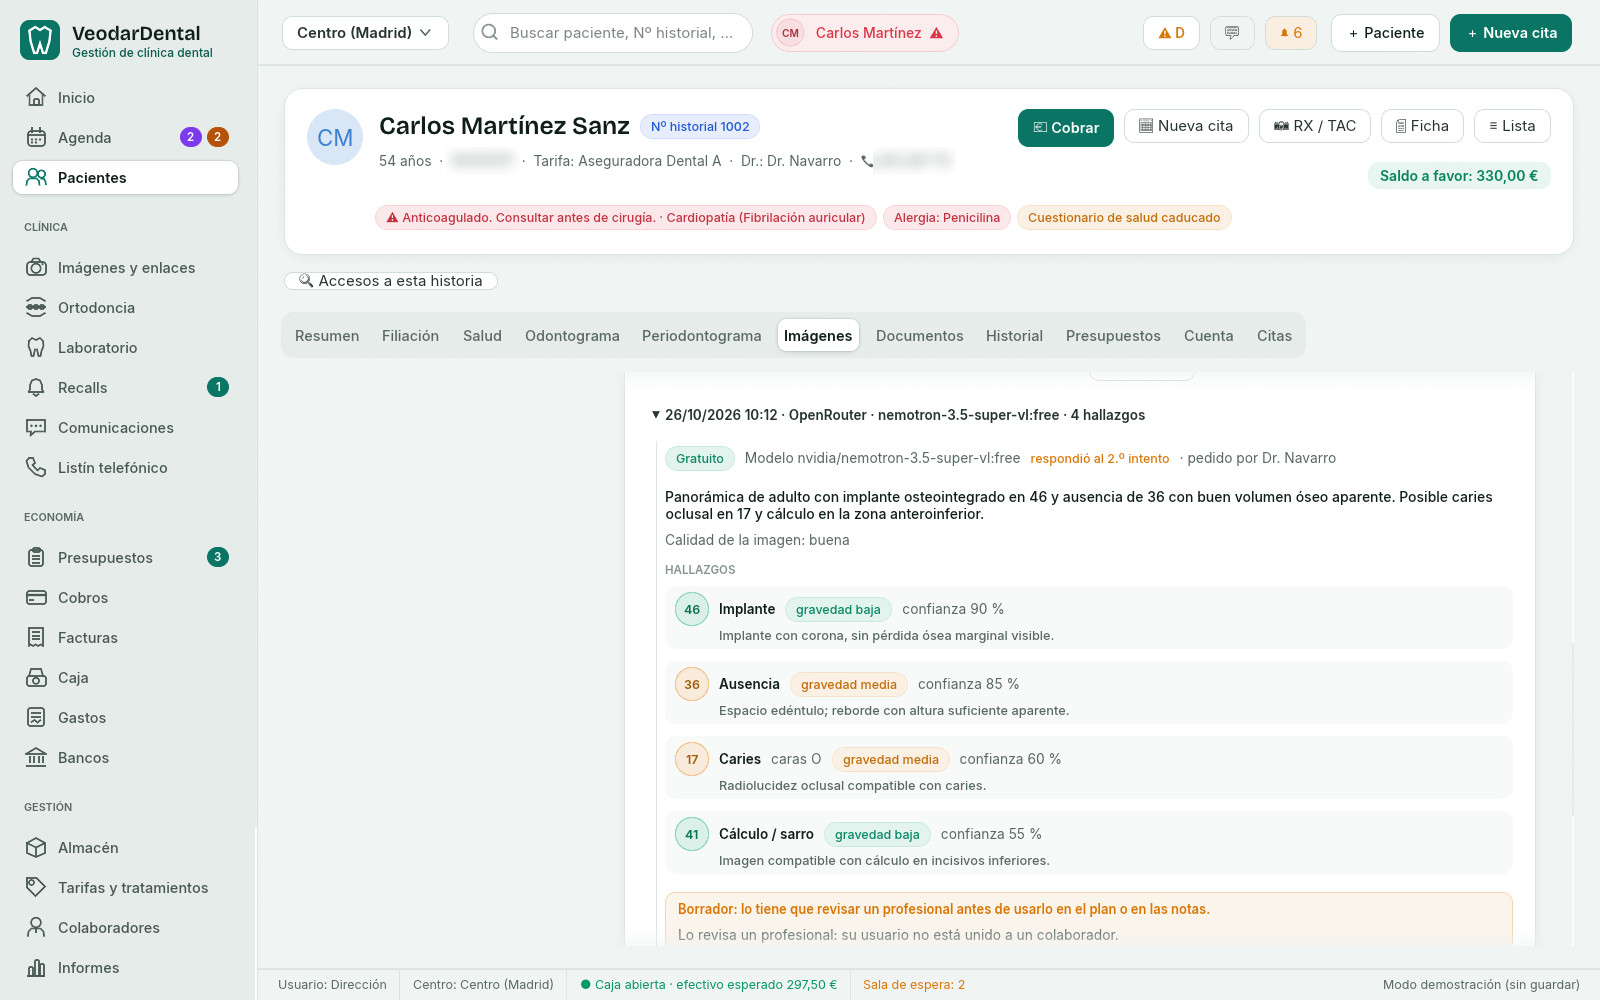 VeodarDental
Gestión de clínica dental
Inicio
Agenda 2 2
Pacientes
CLÍNICA
Imágenes y enlaces
Ortodoncia
Laboratorio
Recalls 1
Comunicaciones
Listín telefónico
ECONOMÍA
Presupuestos 3
Cobros
Facturas
Caja
Gastos
Bancos
GESTIÓN
Almacén
Tarifas y tratamientos
Colaboradores
Informes
Centro (Madrid)
Buscar paciente, Nº historial, ...
CM Carlos Martínez
D
6
+ Paciente
+ Nueva cita
CM
Carlos Martínez Sanz Nº historial 1002
54 años · · Tarifa: Aseguradora Dental A · Dr.: Dr. Navarro ·
Cobrar
Nueva cita
RX / TAC
Ficha
≡ Lista
Saldo a favor: 330,00 €
Anticoagulado. Consultar antes de cirugía. · Cardiopatía (Fibrilación auricular)
Alergia: Penicilina
Cuestionario de salud caducado
Accesos a esta historia
Resumen Filiación Salud Odontograma Periodontograma Imágenes Documentos Historial Presupuestos Cuenta Citas
26/10/2026 10:12 · OpenRouter · nemotron-3.5-super-vl:free · 4 hallazgos
Gratuito Modelo nvidia/nemotron-3.5-super-vl:free respondió al 2.º intento · pedido por Dr. Navarro
Panorámica de adulto con implante osteointegrado en 46 y ausencia de 36 con buen volumen óseo aparente. Posible caries
oclusal en 17 y cálculo en la zona anteroinferior.
Calidad de la imagen: buena
HALLAZGOS
46 Implante gravedad baja confianza 90 %
Implante con corona, sin pérdida ósea marginal visible.
36 Ausencia gravedad media confianza 85 %
Espacio edéntulo; reborde con altura suficiente aparente.
17 Caries caras O gravedad media confianza 60 %
Radiolucidez oclusal compatible con caries.
41 Cálculo / sarro gravedad baja confianza 55 %
Imagen compatible con cálculo en incisivos inferiores.
Borrador: lo tiene que revisar un profesional antes de usarlo en el plan o en las notas.
Lo revisa un profesional: su usuario no está unido a un colaborador.
Usuario: Dirección
Centro: Centro (Madrid)
Caja abierta · efectivo esperado 297,50 €
Sala de espera: 2
Modo demostración (sin guardar)